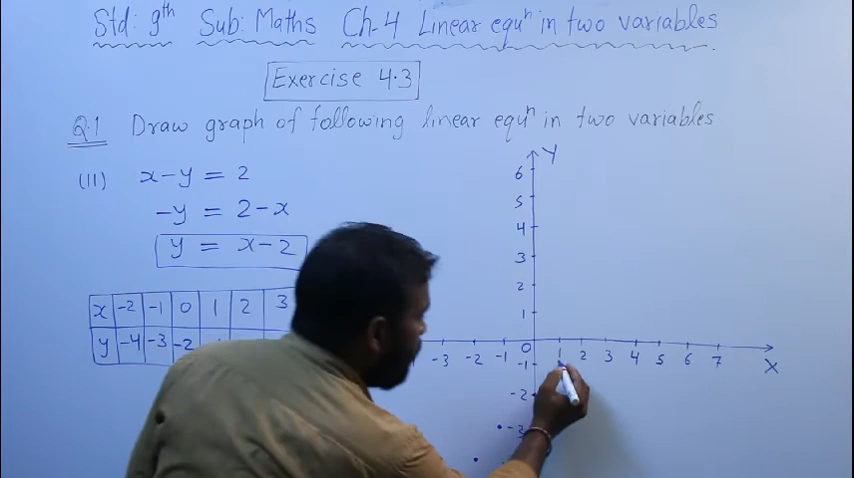 Std: 9th Sub: Maths Ch-4 Linear equn in two variables
Exercise 4.3
Q.1 Draw graph of following linear equn in two variables
(II) x-y = 2
-y = 2-x
y = x-2
x -2 -1 0 1 2 3
y -4 -3 -2
Y
6
5
4
3
2
1
-3 -2 -1 0 1 2 3 4 5 6 7
X
-1
-2
-3